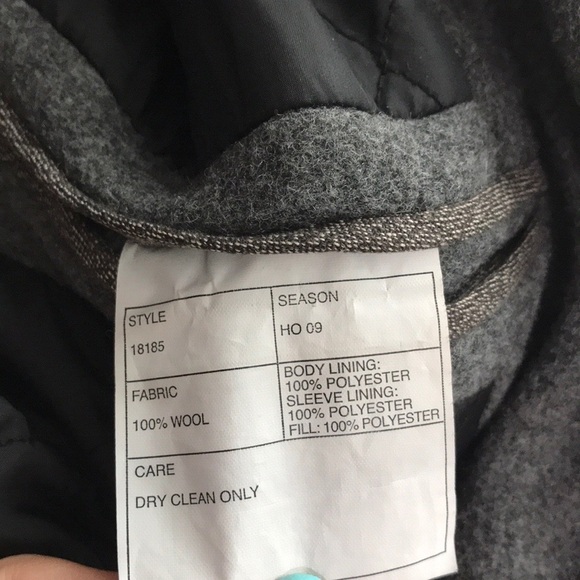 STYLE
18185
SEASON
HO 09
FABRIC
100% WOOL
BODY LINING:
100% POLYESTER
SLEEVE LINING:
100% POLYESTER
FILL: 100% POLYESTER
CARE
DRY CLEAN ONLY